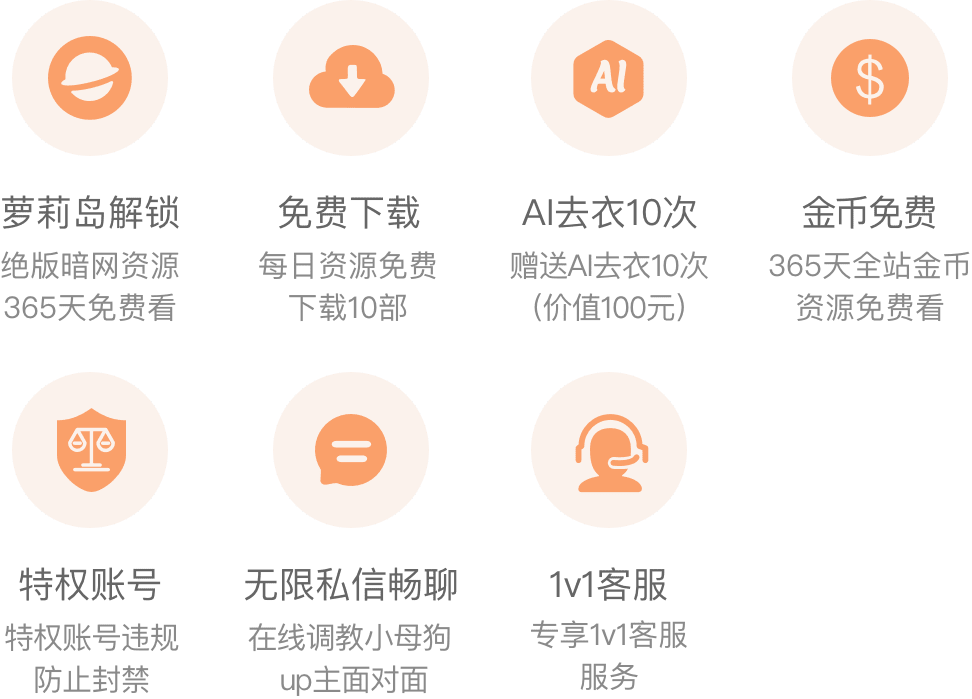 萝莉岛解锁
绝版暗网资源
365天免费看
免费下载
每日资源免费
下载10部
AI
AI去衣10次
赠送AI去衣10次
(价值100元)
$
金币免费
365天全站金币
资源免费看
特权账号
特权账号违规
防止封禁
无限私信畅聊
在线调教小母狗
up主面对面
1v1客服
专享1v1客服
服务